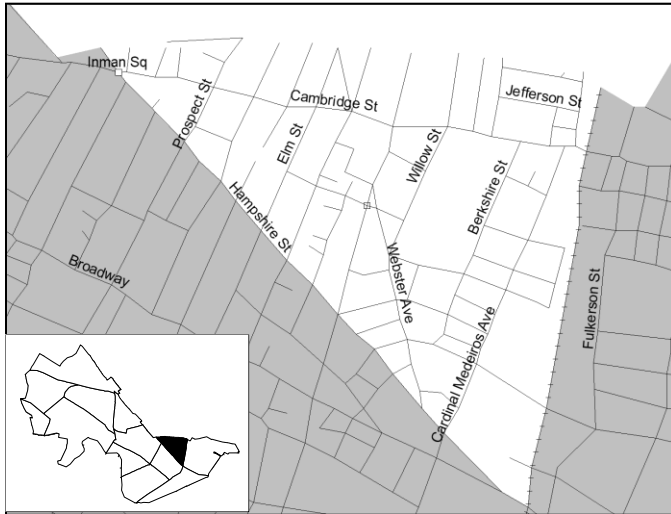 Inman Sq
Prospect St
Cambridge St
Jefferson St
Elm St
Willow St
Berkshire St
Hampshire St
Broadway
Webster Ave
Fulkerson St
Cardinal Medeiros Ave